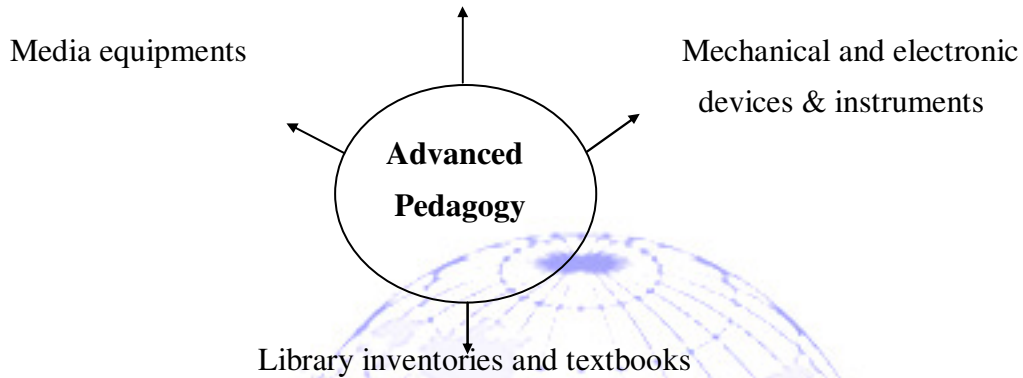 Media equipments
Mechanical and electronic
devices & instruments
Advanced
Pedagogy
Library inventories and textbooks